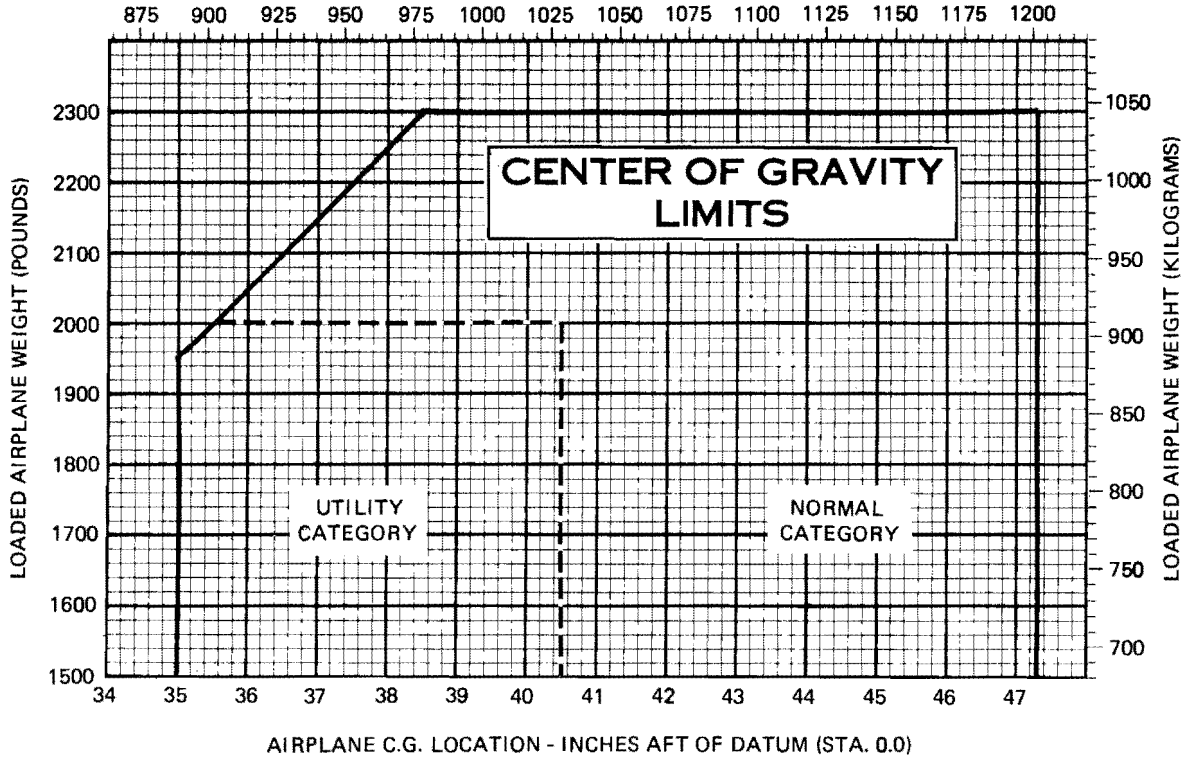 875 900 925 950 975 1000 1025 1050 1075 1100 1125 1150 1175 1200
CENTER OF GRAVITY
LIMITS
LOADED AIRPLANE WEIGHT (POUNDS)
2300
2200
2100
2000
1900
1800
1700
1600
1500
UTILITY
CATEGORY
NORMAL
CATEGORY
1050
1000
950
900
850
800
750
700
LOADED AIRPLANE WEIGHT (KILOGRAMS)
34 35 36 37 38 39 40 41 42 43 44 45 46 47
AIRPLANE C.G. LOCATION - INCHES AFT OF DATUM (STA. 0.0)